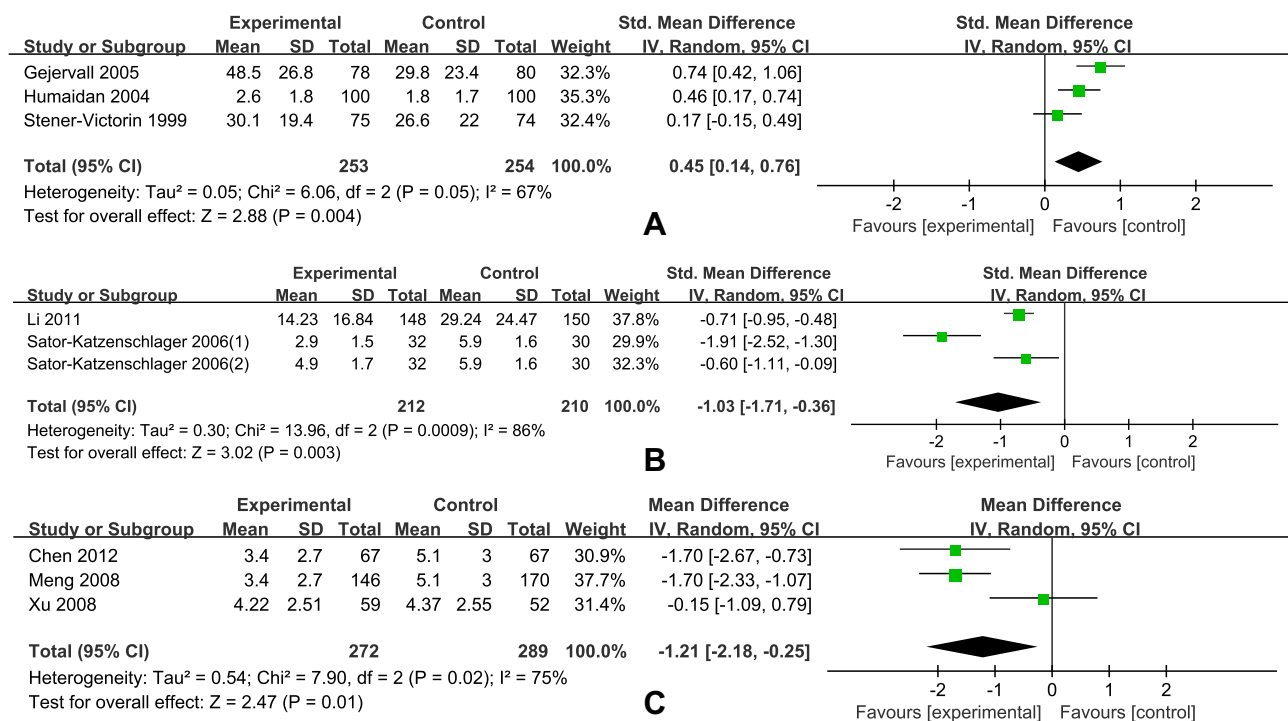 Experimental Control Std. Mean Difference Std. Mean Difference
Study or Subgroup Mean SD Total Mean SD Total Weight IV, Random, 95% CI IV, Random, 95% CI
Gejervall 2005 48.5 26.8 78 29.8 23.4 80 32.3% 0.74 [0.42, 1.06]
Humaidan 2004 2.6 1.8 100 1.8 1.7 100 35.3% 0.46 [0.17, 0.74]
Stener-Victorin 1999 30.1 19.4 75 26.6 22 74 32.4% 0.17 [-0.15, 0.49]
Total (95% CI) 253 254 100.0% 0.45 [0.14, 0.76]
Heterogeneity: Tau² = 0.05; Chi² = 6.06, df = 2 (P = 0.05); I² = 67%
Test for overall effect: Z = 2.88 (P = 0.004)
-2 -1 0 1 2
Favours [experimental] Favours [control]
A
Experimental Control Std. Mean Difference Std. Mean Difference
Study or Subgroup Mean SD Total Mean SD Total Weight IV, Random, 95% CI IV, Random, 95% CI
Li 2011 14.23 16.84 148 29.24 24.47 150 37.8% -0.71 [-0.95, -0.48]
Sator-Katzenschlager 2006(1) 2.9 1.5 32 5.9 1.6 30 29.9% -1.91 [-2.52, -1.30]
Sator-Katzenschlager 2006(2) 4.9 1.7 32 5.9 1.6 30 32.3% -0.60 [-1.11, -0.09]
Total (95% CI) 212 210 100.0% -1.03 [-1.71, -0.36]
Heterogeneity: Tau² = 0.30; Chi² = 13.96, df = 2 (P = 0.0009); I² = 86%
Test for overall effect: Z = 3.02 (P = 0.003)
-2 -1 0 1 2
Favours [experimental] Favours [control]
B
Experimental Control Mean Difference Mean Difference
Study or Subgroup Mean SD Total Mean SD Total Weight IV, Random, 95% CI IV, Random, 95% CI
Chen 2012 3.4 2.7 67 5.1 3 67 30.9% -1.70 [-2.67, -0.73]
Meng 2008 3.4 2.7 146 5.1 3 170 37.7% -1.70 [-2.33, -1.07]
Xu 2008 4.22 2.51 59 4.37 2.55 52 31.4% -0.15 [-1.09, 0.79]
Total (95% CI) 272 289 100.0% -1.21 [-2.18, -0.25]
Heterogeneity: Tau² = 0.54; Chi² = 7.90, df = 2 (P = 0.02); I² = 75%
Test for overall effect: Z = 2.47 (P = 0.01)
-2 -1 0 1 2
Favours [experimental] Favours [control]
C